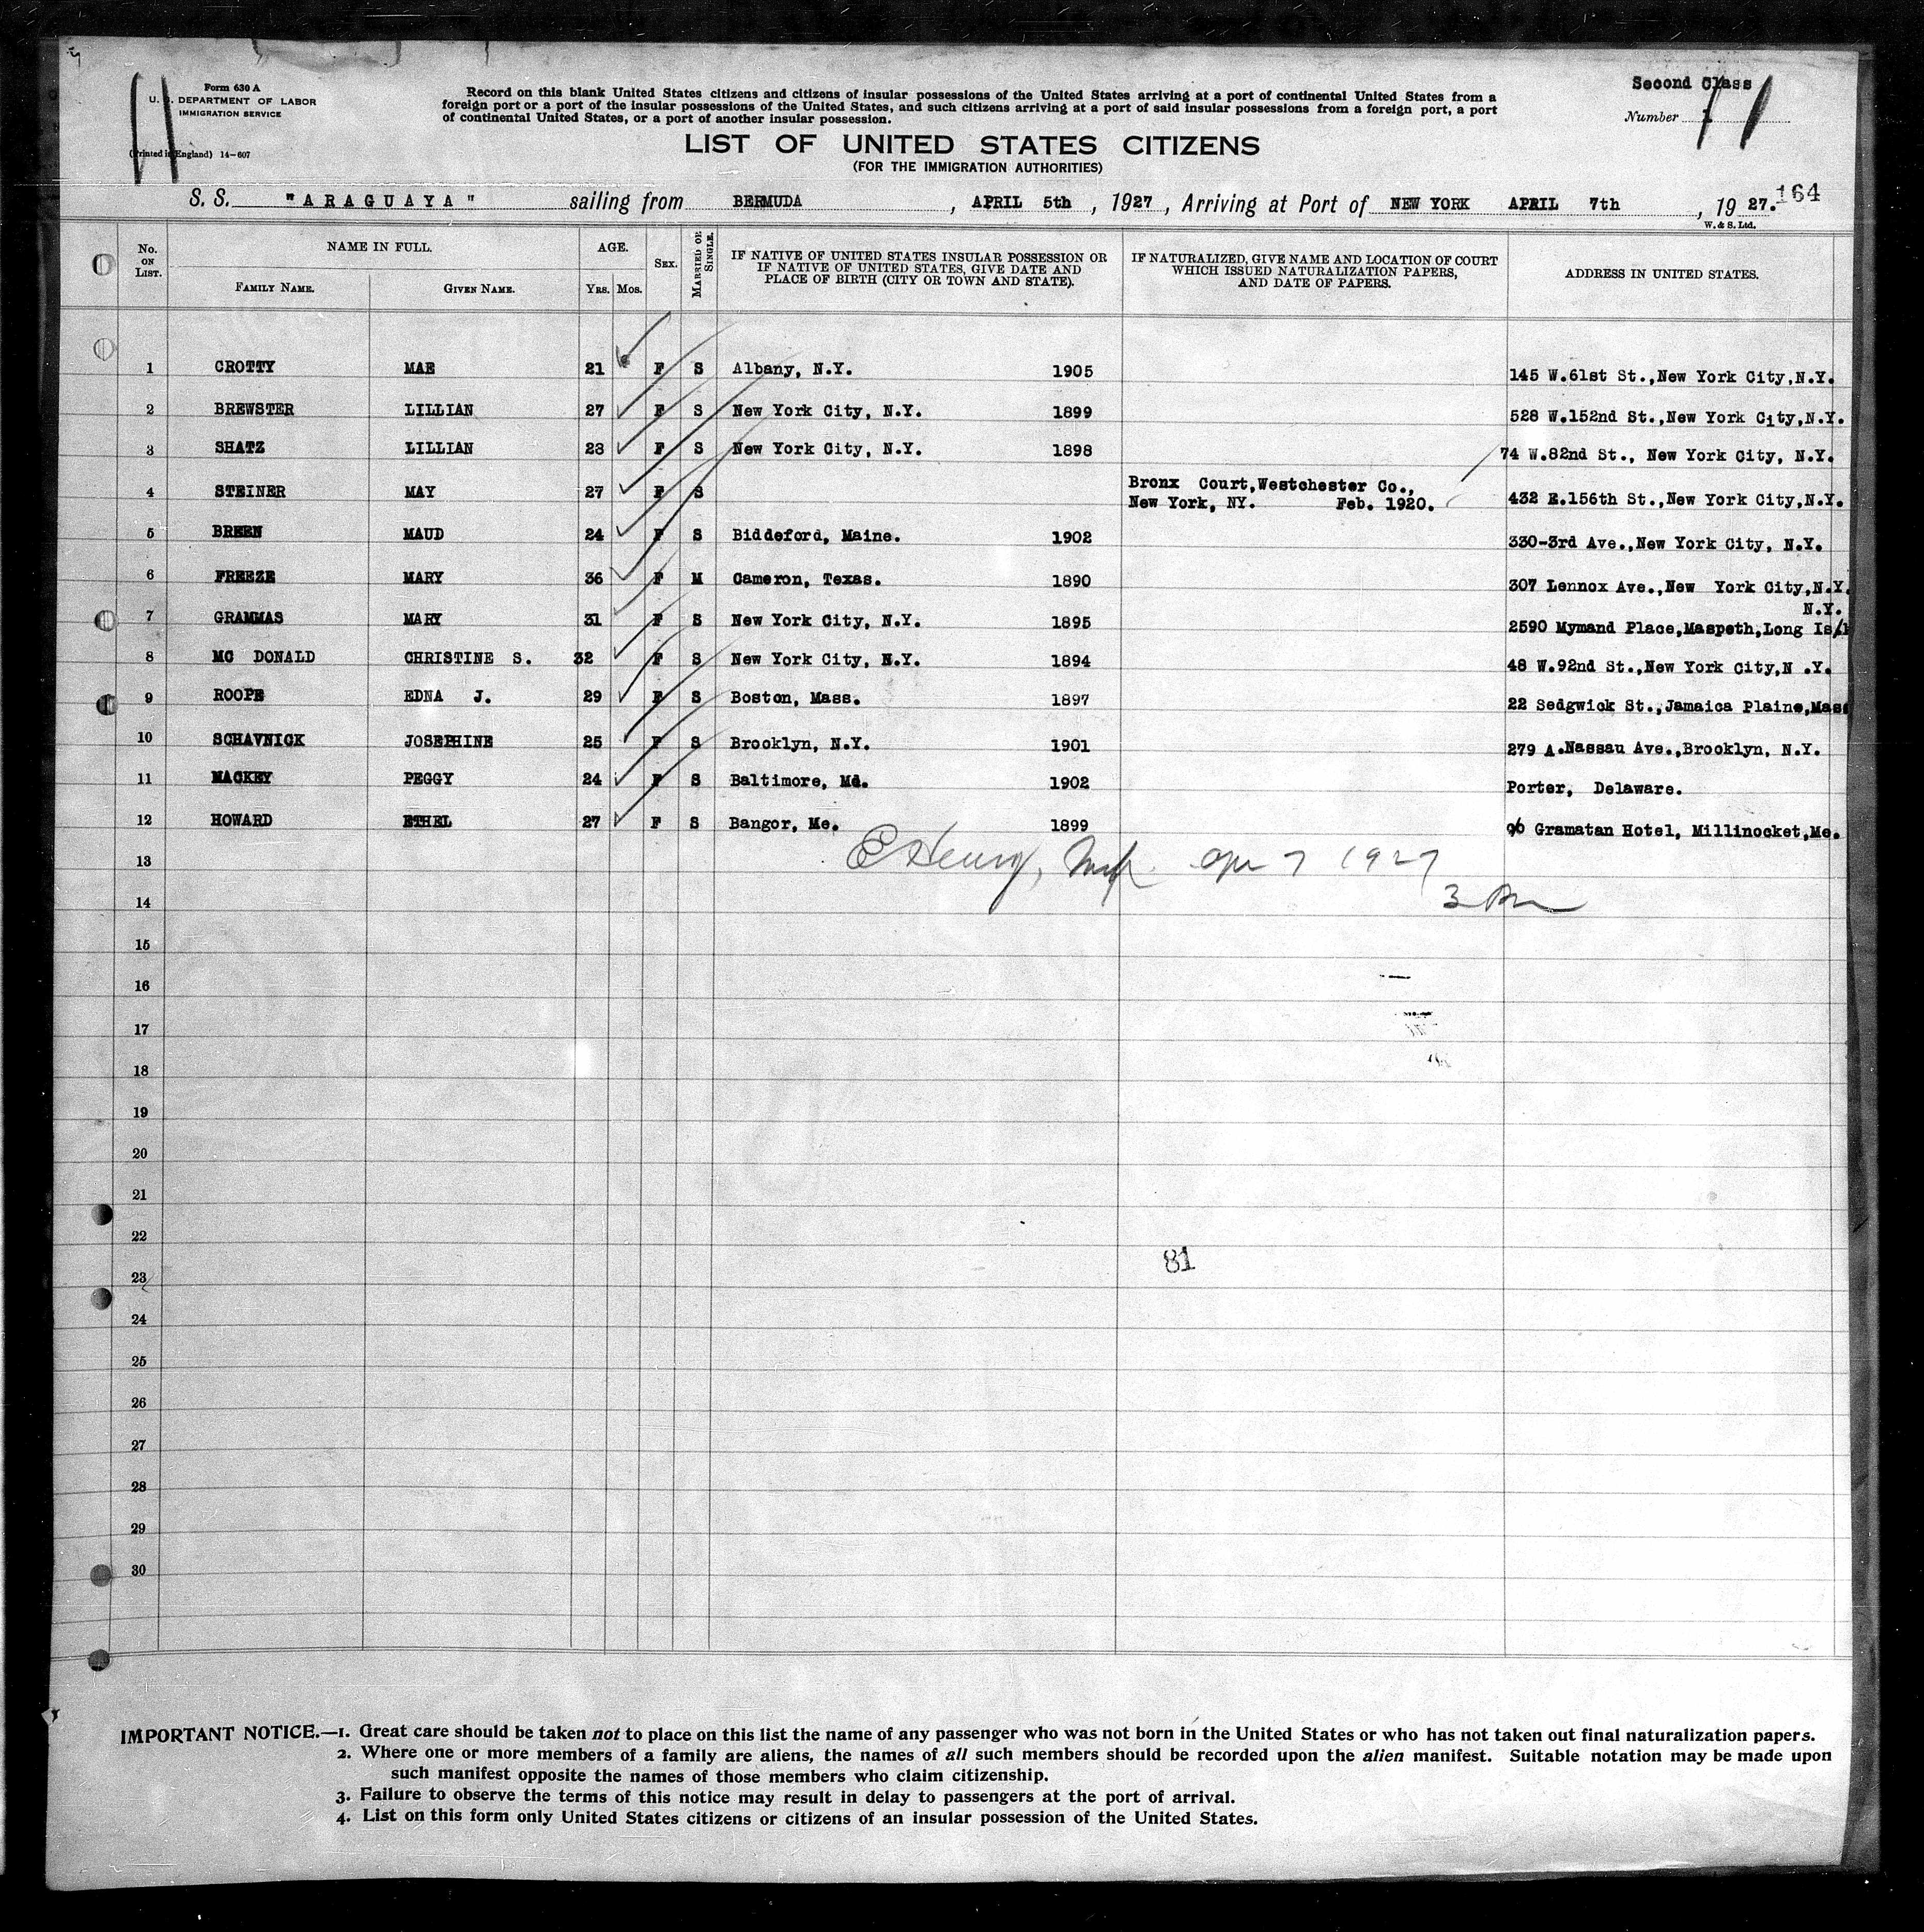 Form 630 A
U. S. DEPARTMENT OF LABOR
IMMIGRATION SERVICE
(Printed in England) 14-607
Record on this blank United States citizens and citizens of insular possessions of the United States arriving at a port of continental United States from a
foreign port or a port of the insular possessions of the United States, and such citizens arriving at a port of said insular possessions from a foreign port, a port
of continental United States, or a port of another insular possession.
Second Class
Number
LIST OF UNITED STATES CITIZENS
(FOR THE IMMIGRATION AUTHORITIES)
S. S. "ARAGUAYA" sailing from BERMUDA, APRIL 5th, 1927, Arriving at Port of NEW YORK APRIL 7th, 1927. 164
W. & S. Ltd.
No. ON LIST. NAME IN FULL. FAMILY NAME. GIVEN NAME. AGE. YRS. MOS. SEX. MARRIED OR SINGLE. IF NATIVE OF UNITED STATES INSULAR POSSESSION OR IF NATIVE OF UNITED STATES, GIVE DATE AND PLACE OF BIRTH (CITY OR TOWN AND STATE). IF NATURALIZED, GIVE NAME AND LOCATION OF COURT WHICH ISSUED NATURALIZATION PAPERS, AND DATE OF PAPERS. ADDRESS IN UNITED STATES.
1 CROTTY MAE 21 F S Albany, N.Y. 1905 145 W.61st St.,New York City,N.Y.
2 BREWSTER LILLIAN 27 F S New York City, N.Y. 1899 528 W.152nd St.,New York City,N.Y.
3 SHATZ LILLIAN 28 F S New York City, N.Y. 1898 74 W.82nd St., New York City, N.Y.
4 STEINER MAY 27 F S Bronx Court,Westchester Co., New York, NY. Feb. 1920. 432 E.156th St.,New York City,N.Y.
5 BREEN MAUD 24 F S Biddeford, Maine. 1902 330-3rd Ave.,New York City, N.Y.
6 FREEZE MARY 36 F M Cameron, Texas. 1890 307 Lennox Ave.,New York City,N.Y.
7 GRAMMAS MARY 31 F S New York City, N.Y. 1895 2590 Mymand Place,Maspeth,Long Is/ N.Y.
8 MC DONALD CHRISTINE S. 32 F S New York City, N.Y. 1894 48 W.92nd St.,New York City,N .Y.
9 ROOPE EDNA J. 29 F S Boston, Mass. 1897 22 Sedgwick St.,Jamaica Plaine,Mass
10 SCHAVNICK JOSEPHINE 25 F S Brooklyn, N.Y. 1901 279 A.Nassau Ave.,Brooklyn, N.Y.
11 MACKEY PEGGY 24 F S Baltimore, Md. 1902 Porter, Delaware.
12 HOWARD ETHEL 27 F S Bangor, Me. 1899 % Gramatan Hotel, Millinocket,Me.
13 E Henry, Apr 7 1927
14 3
15
16
17
18
19
20
21
22
81
23
24
25
26
27
28
29
30
IMPORTANT NOTICE.—1. Great care should be taken not to place on this list the name of any passenger who was not born in the United States or who has not taken out final naturalization papers.
2. Where one or more members of a family are aliens, the names of all such members should be recorded upon the alien manifest. Suitable notation may be made upon
such manifest opposite the names of those members who claim citizenship.
3. Failure to observe the terms of this notice may result in delay to passengers at the port of arrival.
4. List on this form only United States citizens or citizens of an insular possession of the United States.